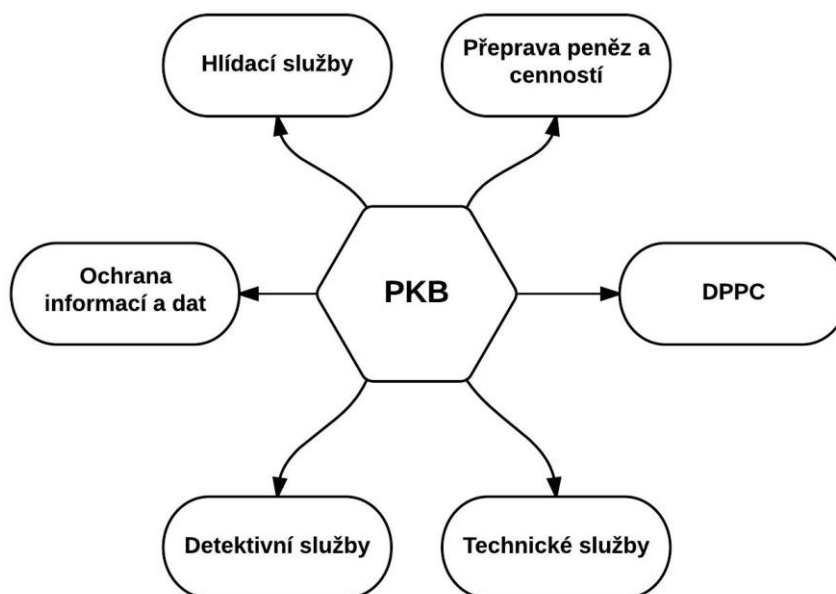 Hlídací služby
Přeprava peněz a
cenností
Ochrana
informací a dat
PKB
DPPC
Detektivní služby
Technické služby